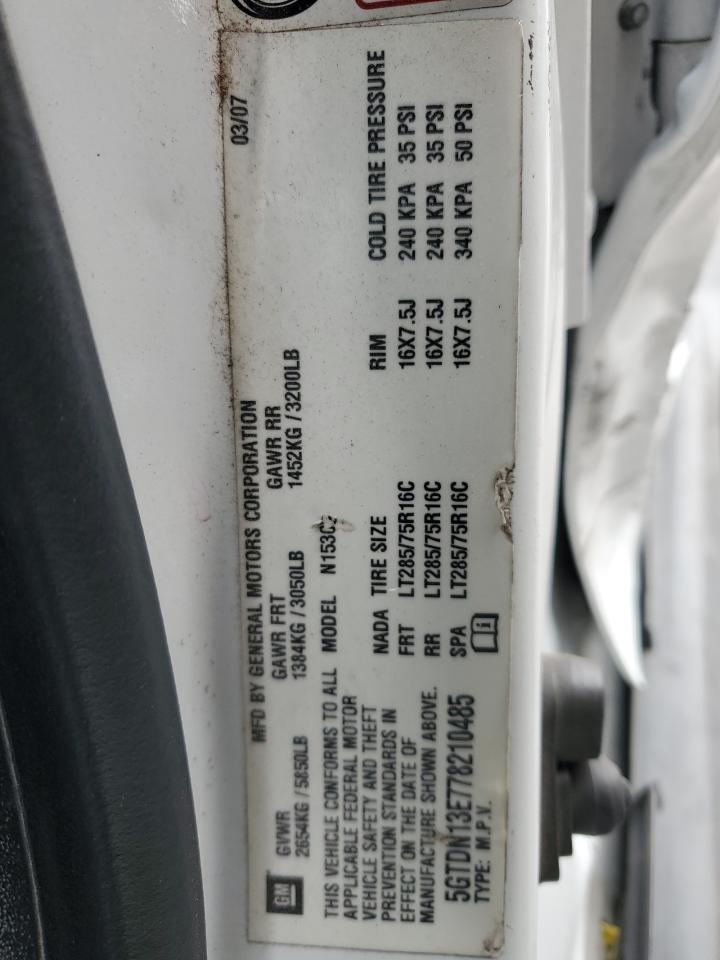 MFD BY GENERAL MOTORS CORPORATION 03/07
GM
GVWR GAWR FRT GAWR RR
2654KG / 5850LB 1384KG / 3050LB 1452KG / 3200LB
THIS VEHICLE CONFORMS TO ALL
APPLICABLE FEDERAL MOTOR
VEHICLE SAFETY AND THEFT
PREVENTION STANDARDS IN
EFFECT ON THE DATE OF
MANUFACTURE SHOWN ABOVE.
5GTDN13E778210485
TYPE: M.P.V.
MODEL
NADA TIRE SIZE RIM COLD TIRE PRESSURE
FRT LT285/75R16C 16X7.5J 240 KPA 35 PSI
RR LT285/75R16C 16X7.5J 240 KPA 35 PSI
SPA LT285/75R16C 16X7.5J 340 KPA 50 PSI